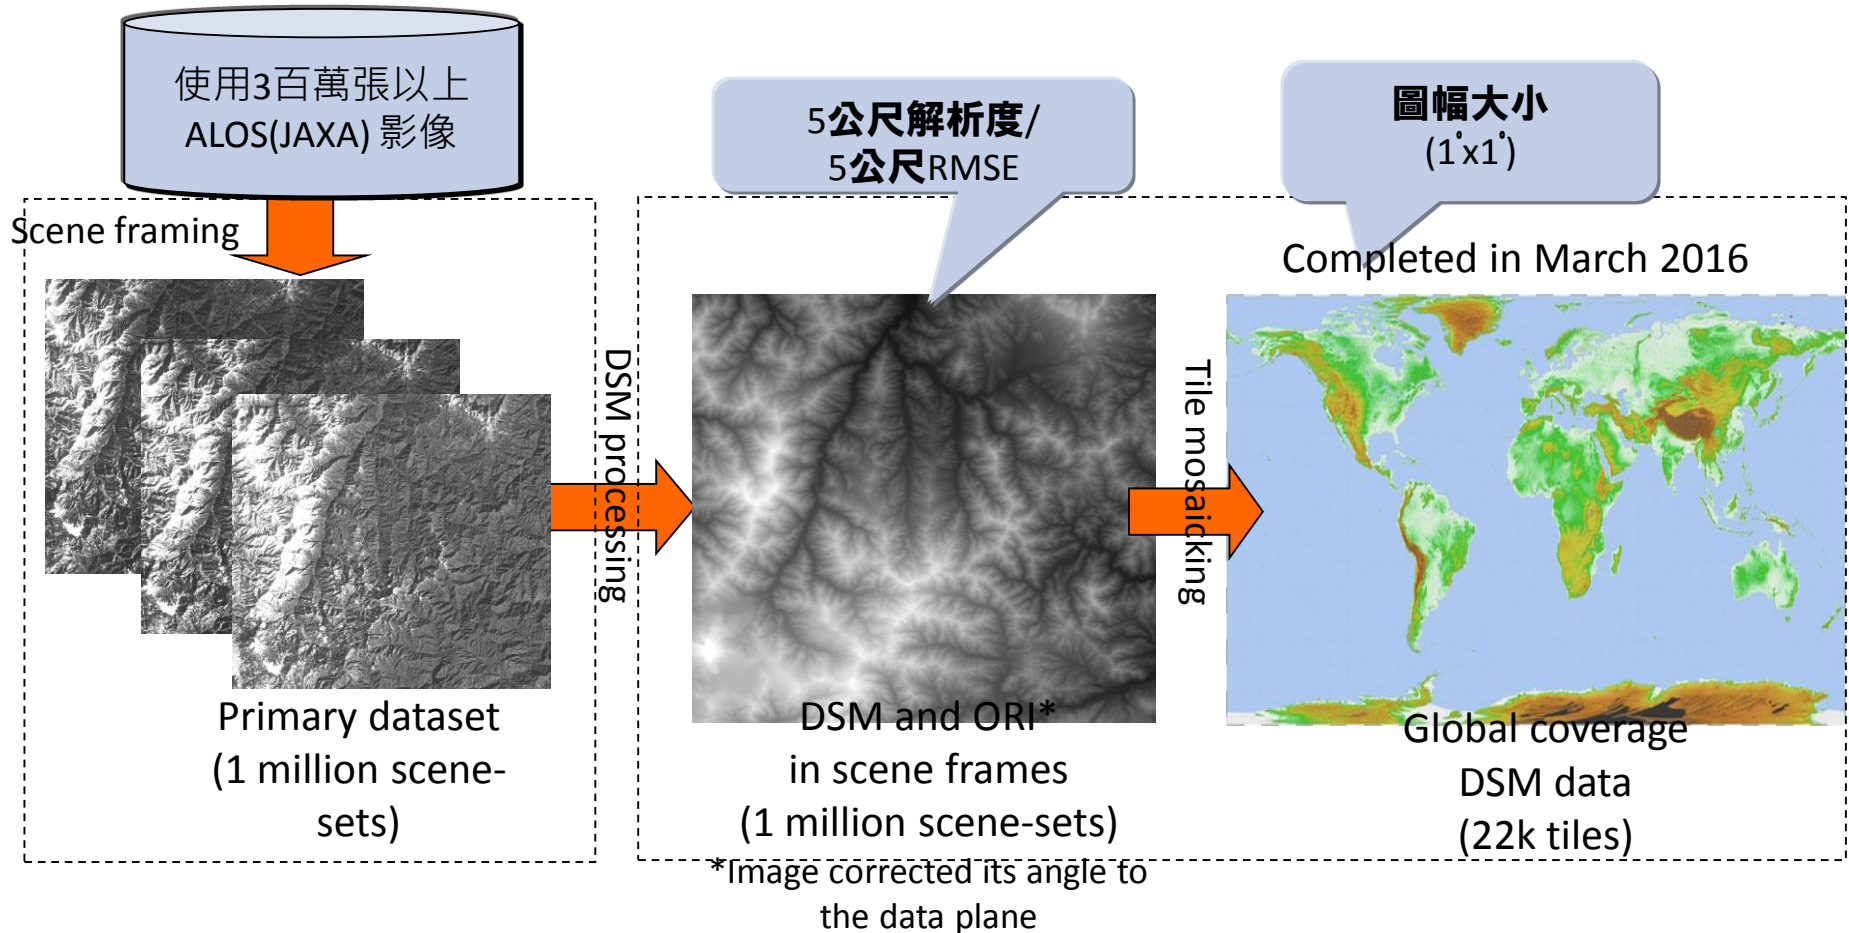 使用3百萬張以上
ALOS(JAXA) 影像
Scene framing
Primary dataset
(1 million scene-
sets)
DSM processing
5公尺解析度/
5公尺RMSE
DSM and ORI*
in scene frames
(1 million scene-sets)
*Image corrected its angle to
the data plane
Tile mosaicking
圖幅大小
(1°x1°)
Completed in March 2016
Global coverage
DSM data
(22k tiles)